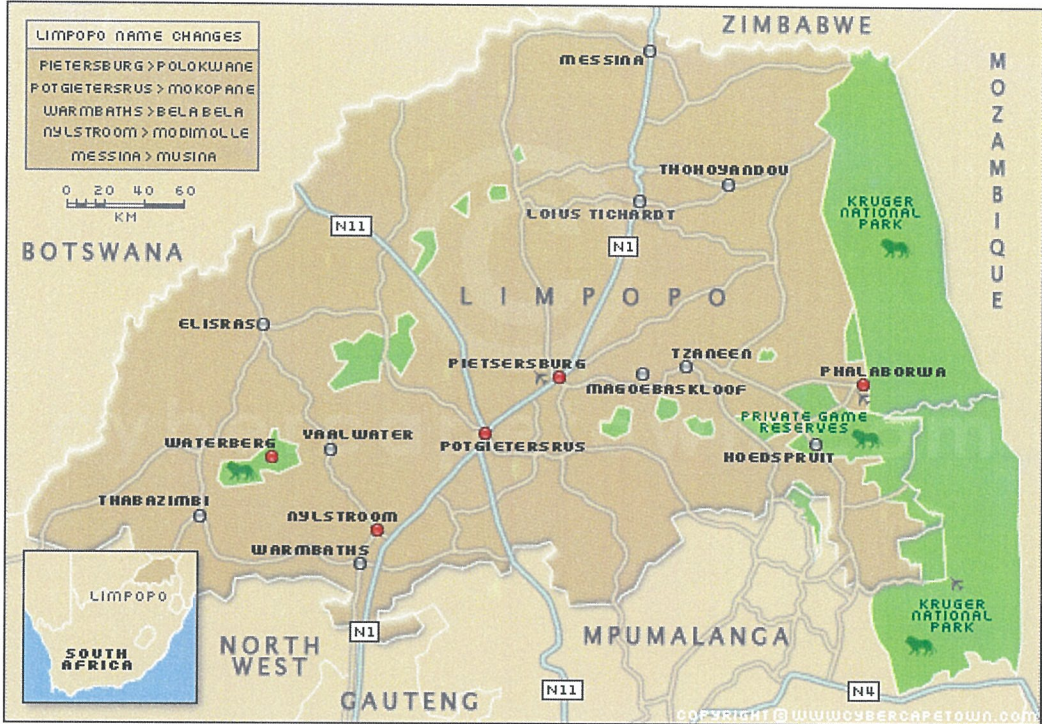 LIMPOPO NAME CHANGES
PIETERSBURG>POLOKWANE
POTGIETERSRUS>MOKOPANE
WARMBATHS>BELA BELA
NYLSTROOM>MODIMOLLE
MESSINA>MUSINA
0 20 40 60
KM
ZIMBABWE
MOZAMBIQUE
BOTSWANA
MESSINA
THOHOYANDOU
LOIUS TICHARDT
KRUGER
NATIONAL
PARK
N11
N1
LIMPOPO
ELISRAS
PIETSERSBURG
TZANEEN
MAGOEBASKLOOF
PHALABORWA
PRIVATE GAME
RESERVES
HOEDSPRUIT
POTGIETERSRUS
WATERBERG
VAALWATER
THABAZIMBI
NYLSTROOM
WARMBATHS
LIMPOPO
SOUTH
AFRICA
NORTH
WEST
N1
GAUTENG
MPUMALANGA
N11
KRUGER
NATIONAL
PARK
N4
COPYRIGHT © WWW.CYBERCAPETOWN.COM